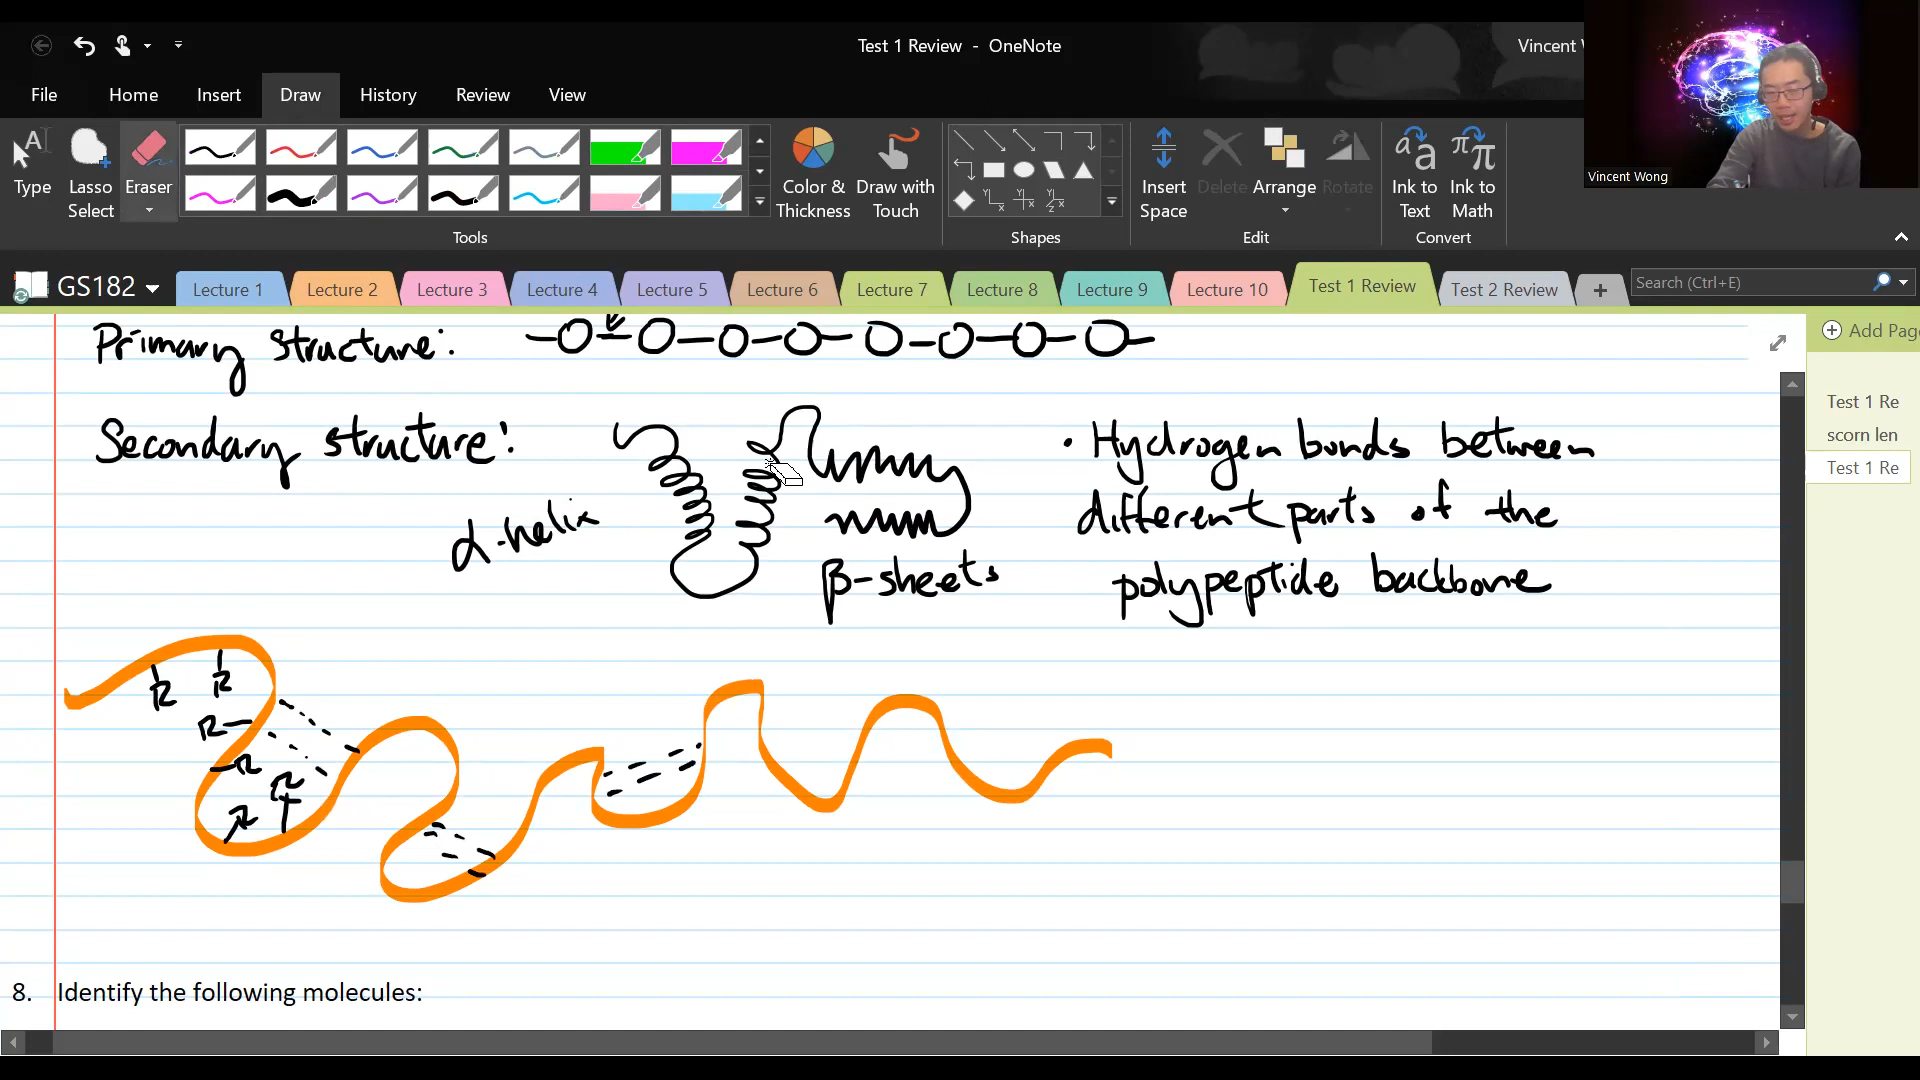 Test 1 Review - OneNote
Vincent W
File Home Insert Draw History Review View
Type
Lasso Select
Eraser
Color & Thickness
Draw with Touch
Insert Space
Delete
Arrange
Rotate
Ink to Text
Ink to Math
Tools
Shapes
Edit
Convert
Vincent Wong
GS182
Lecture 1 Lecture 2 Lecture 3 Lecture 4 Lecture 5 Lecture 6 Lecture 7 Lecture 8 Lecture 9 Lecture 10 Test 1 Review Test 2 Review
Search (Ctrl+E)
Add Page
Test 1 Re
scorn len
Test 1 Re
Primary structure:
Secondary structure:
α-helix
β-sheets
• Hydrogen bonds between
different parts of the
polypeptide backbone
R R
R
R
R
R
8. Identify the following molecules: